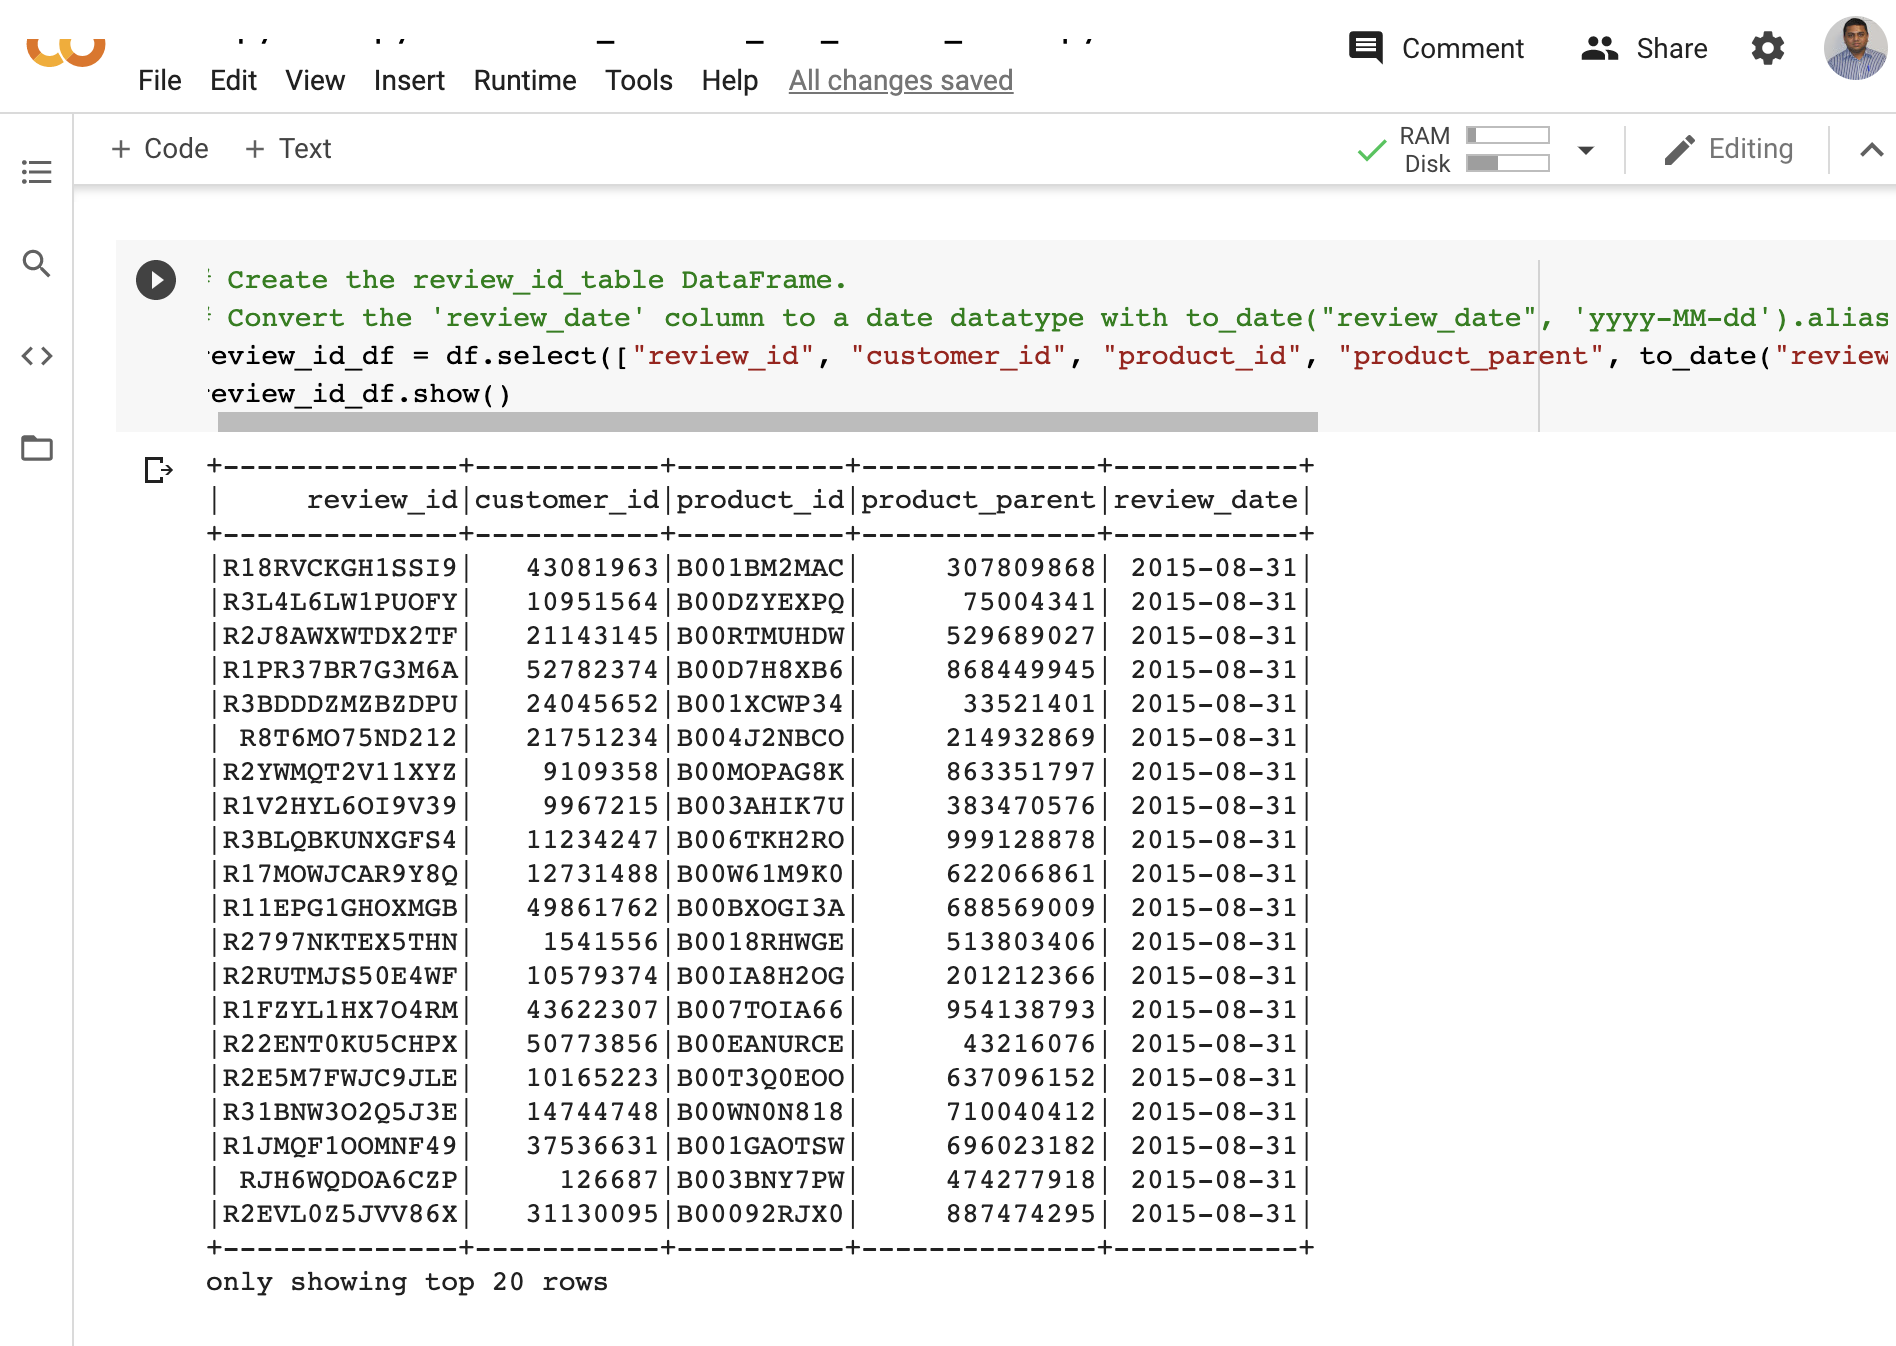 File Edit View Insert Runtime Tools Help All changes saved
Comment Share
+ Code + Text
RAM
Disk
Editing
# Create the review_id_table DataFrame.
# Convert the 'review_date' column to a date datatype with to_date("review_date", 'yyyy-MM-dd').alias
eview_id_df = df.select(["review_id", "customer_id", "product_id", "product_parent", to_date("review
eview_id_df.show()
+--------------+-----------+----------+--------------+-----------+
|     review_id|customer_id|product_id|product_parent|review_date|
+--------------+-----------+----------+--------------+-----------+
|R18RVCKGH1SSI9|   43081963|B001BM2MAC|     307809868| 2015-08-31|
|R3L4L6LW1PUOFY|   10951564|B00DZYEXPQ|      75004341| 2015-08-31|
|R2J8AWXWTDX2TF|   21143145|B00RTMUHDW|     529689027| 2015-08-31|
|R1PR37BR7G3M6A|   52782374|B00D7H8XB6|     868449945| 2015-08-31|
|R3BDDDZMZBZDPU|   24045652|B001XCWP34|      33521401| 2015-08-31|
| R8T6MO75ND212|   21751234|B004J2NBCO|     214932869| 2015-08-31|
|R2YWMQT2V11XYZ|    9109358|B00MOPAG8K|     863351797| 2015-08-31|
|R1V2HYL6OI9V39|    9967215|B003AHIK7U|     383470576| 2015-08-31|
|R3BLQBKUNXGFS4|   11234247|B006TKH2RO|     999128878| 2015-08-31|
|R17MOWJCAR9Y8Q|   12731488|B00W61M9K0|     622066861| 2015-08-31|
|R11EPG1GHOXMGB|   49861762|B00BXOGI3A|     688569009| 2015-08-31|
|R2797NKTEX5THN|    1541556|B0018RHWGE|     513803406| 2015-08-31|
|R2RUTMJS50E4WF|   10579374|B00IA8H2OG|     201212366| 2015-08-31|
|R1FZYL1HX7O4RM|   43622307|B007TOIA66|     954138793| 2015-08-31|
|R22ENT0KU5CHPX|   50773856|B00EANURCE|      43216076| 2015-08-31|
|R2E5M7FWJC9JLE|   10165223|B00T3Q0EOO|     637096152| 2015-08-31|
|R31BNW3O2Q5J3E|   14744748|B00WN0N818|     710040412| 2015-08-31|
|R1JMQF1OOMNF49|   37536631|B001GAOTSW|     696023182| 2015-08-31|
| RJH6WQDOA6CZP|     126687|B003BNY7PW|     474277918| 2015-08-31|
|R2EVL0Z5JVV86X|   31130095|B00092RJX0|     887474295| 2015-08-31|
+--------------+-----------+----------+--------------+-----------+
only showing top 20 rows